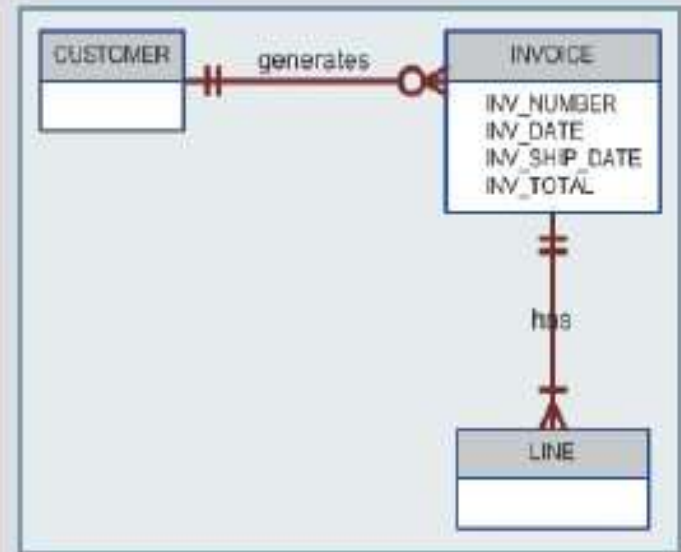 CUSTOMER
generates
INVOICE
INV_NUMBER
INV_DATE
INV_SHIP_DATE
INV_TOTAL
has
LINE